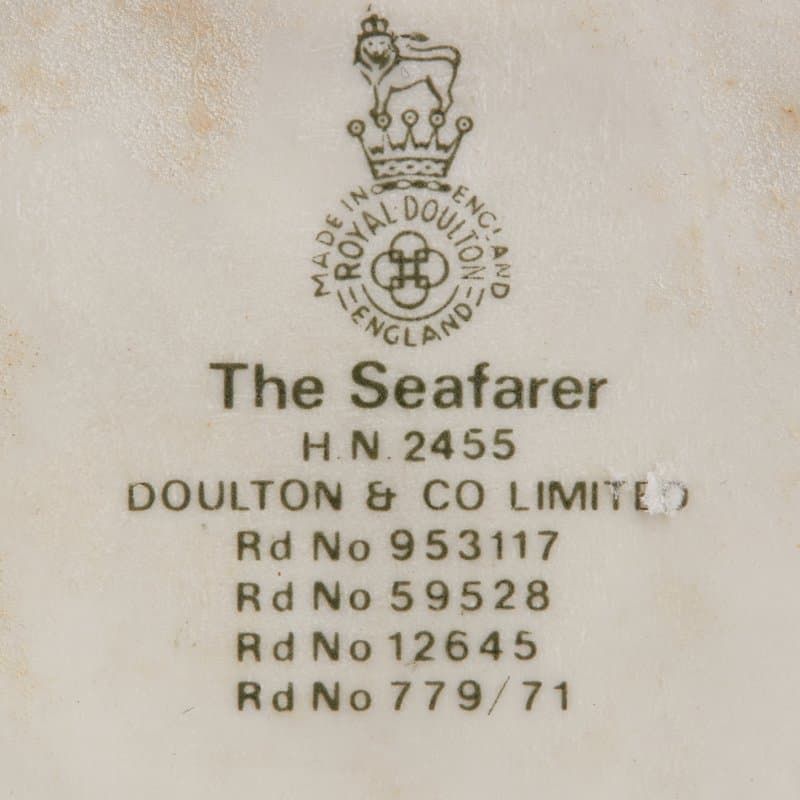 MADE IN ENGLAND
ROYAL DOULTON
ENGLAND
The Seafarer
H.N.2455
DOULTON & CO LIMITED
Rd No 953117
Rd No 59528
Rd No 12645
Rd No 779/71